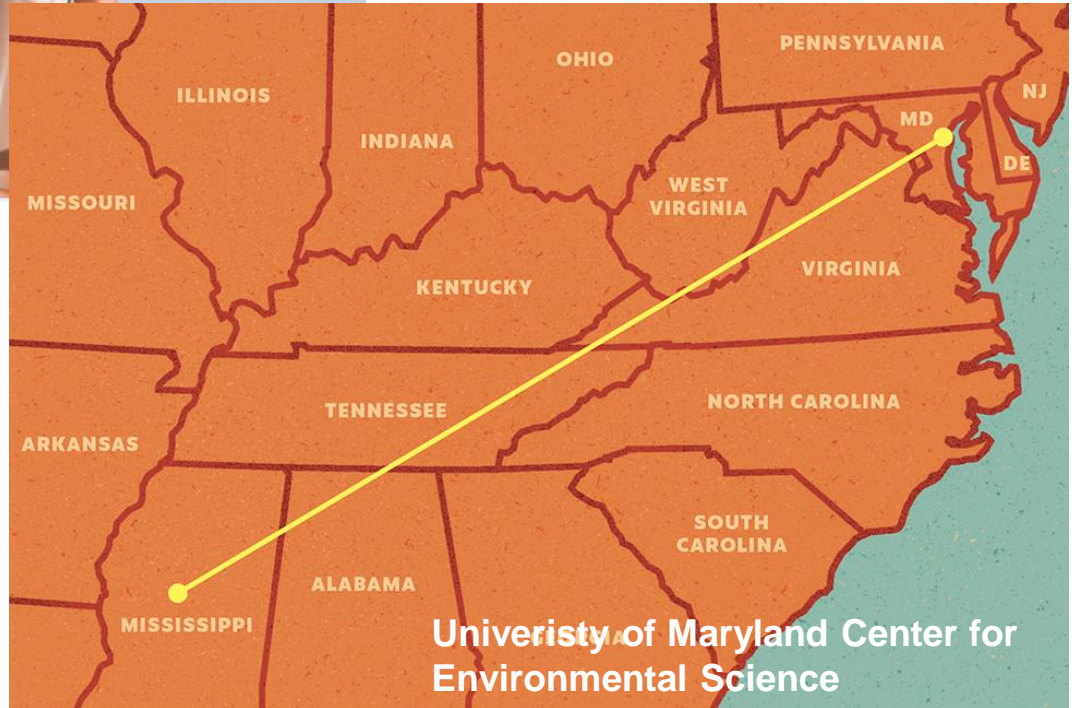 PENNSYLVANIA
OHIO
ILLINOIS
NJ
MD
INDIANA
DE
WEST
VIRGINIA
MISSOURI
VIRGINIA
KENTUCKY
NORTH CAROLINA
TENNESSEE
ARKANSAS
SOUTH
CAROLINA
ALABAMA
MISSISSIPPI
GEORGIA
Univeristy of Maryland Center for
Environmental Science